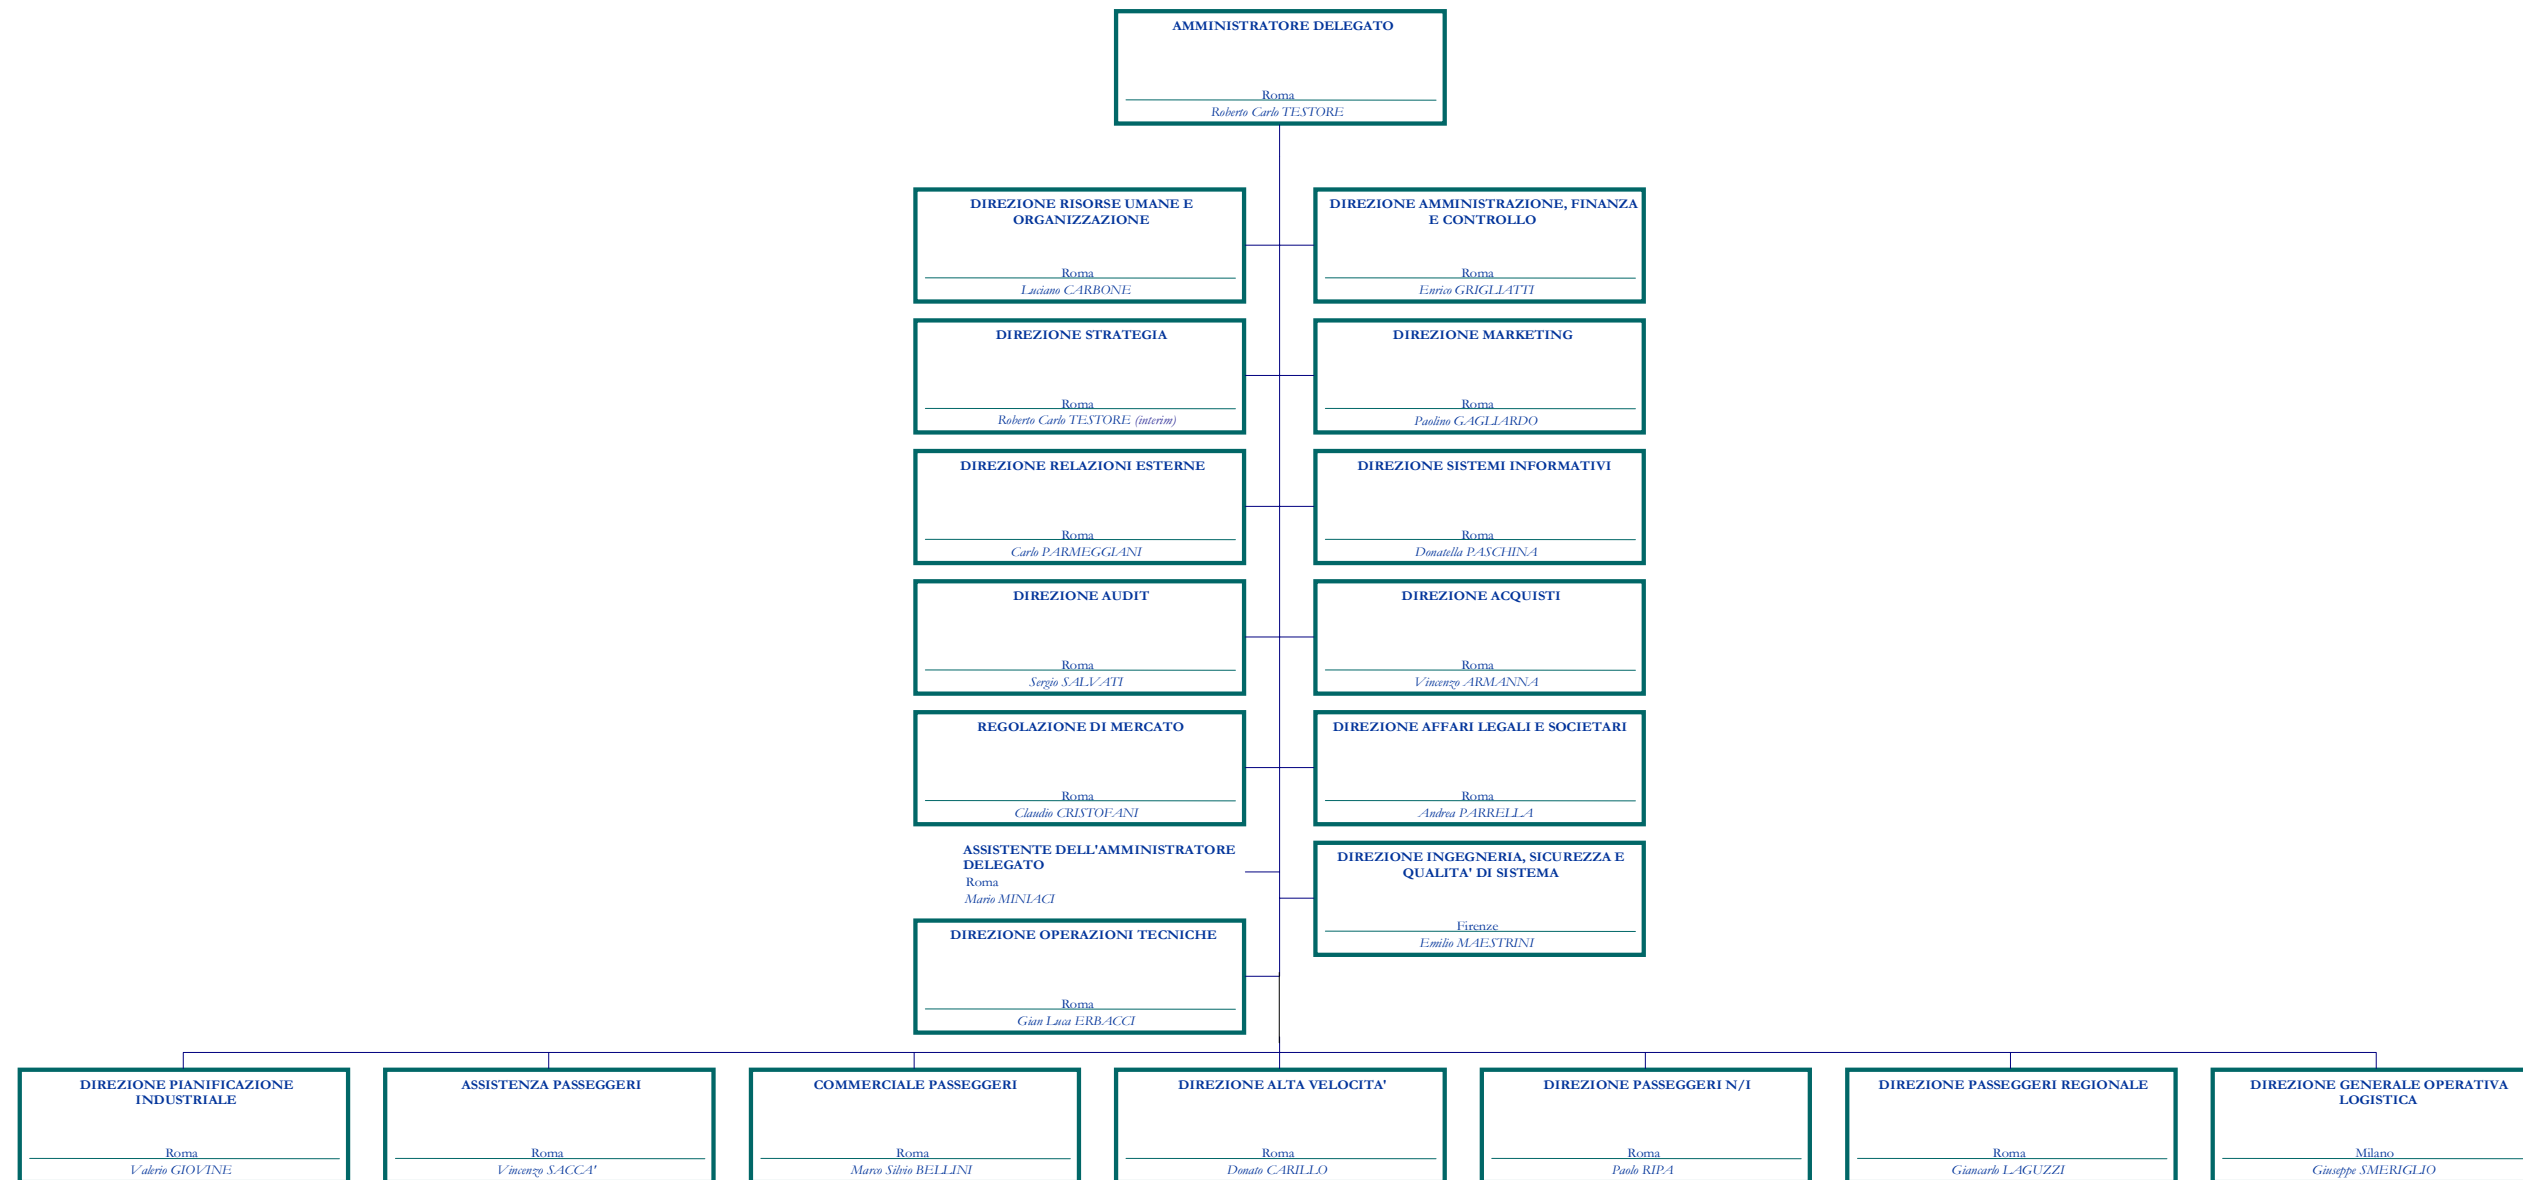 AMMINISTRATORE DELEGATO
Roma
Roberto Carlo TESTORE
DIREZIONE RISORSE UMANE E
ORGANIZZAZIONE
Roma
Luciano CARBONE
DIREZIONE AMMINISTRAZIONE, FINANZA
E CONTROLLO
Roma
Enrico GRIGLIATTI
DIREZIONE STRATEGIA
Roma
Roberto Carlo TESTORE (interim)
DIREZIONE MARKETING
Roma
Paolino GAGLIARDO
DIREZIONE RELAZIONI ESTERNE
Roma
Carlo PARMEGGIANI
DIREZIONE SISTEMI INFORMATIVI
Roma
Donatella PASCHINA
DIREZIONE AUDIT
Roma
Sergio SALVATI
DIREZIONE ACQUISTI
Roma
Vincenzo ARMANNA
REGOLAZIONE DI MERCATO
Roma
Claudio CRISTOFANI
DIREZIONE AFFARI LEGALI E SOCIETARI
Roma
Andrea PARRELLA
ASSISTENTE DELL'AMMINISTRATORE
DELEGATO
Roma
Mario MINIACI
DIREZIONE INGEGNERIA, SICUREZZA E
QUALITA' DI SISTEMA
Firenze
Emilio MAESTRINI
DIREZIONE OPERAZIONI TECNICHE
Roma
Gian Luca ERBACCI
DIREZIONE PIANIFICAZIONE
INDUSTRIALE
Roma
Valerio GIOVINE
ASSISTENZA PASSEGGERI
Roma
Vincenzo SACCA'
COMMERCIALE PASSEGGERI
Roma
Marco Silvio BELLINI
DIREZIONE ALTA VELOCITA'
Roma
Donato CARILLO
DIREZIONE PASSEGGERI N/I
Roma
Paolo RIPA
DIREZIONE PASSEGGERI REGIONALE
Roma
Giancarlo LAGUZZI
DIREZIONE GENERALE OPERATIVA
LOGISTICA
Milano
Giuseppe SMERIGLIO